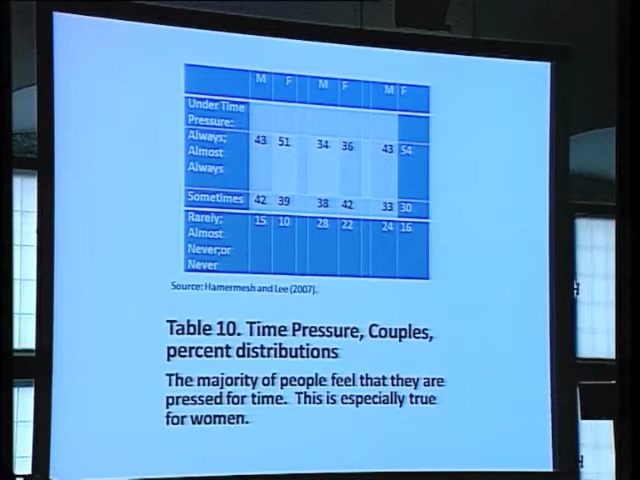 M F M F M F
Under Time
Pressure:
Always; 43 51 34 36 43 54
Almost
Always
Sometimes 42 39 38 42 33 30
Rarely; 15 10 28 22 24 16
Almost
Never;or
Never
Source: Hamermesh and Lee (2007).
Table 10. Time Pressure, Couples,
percent distributions
The majority of people feel that they are
pressed for time. This is especially true
for women.